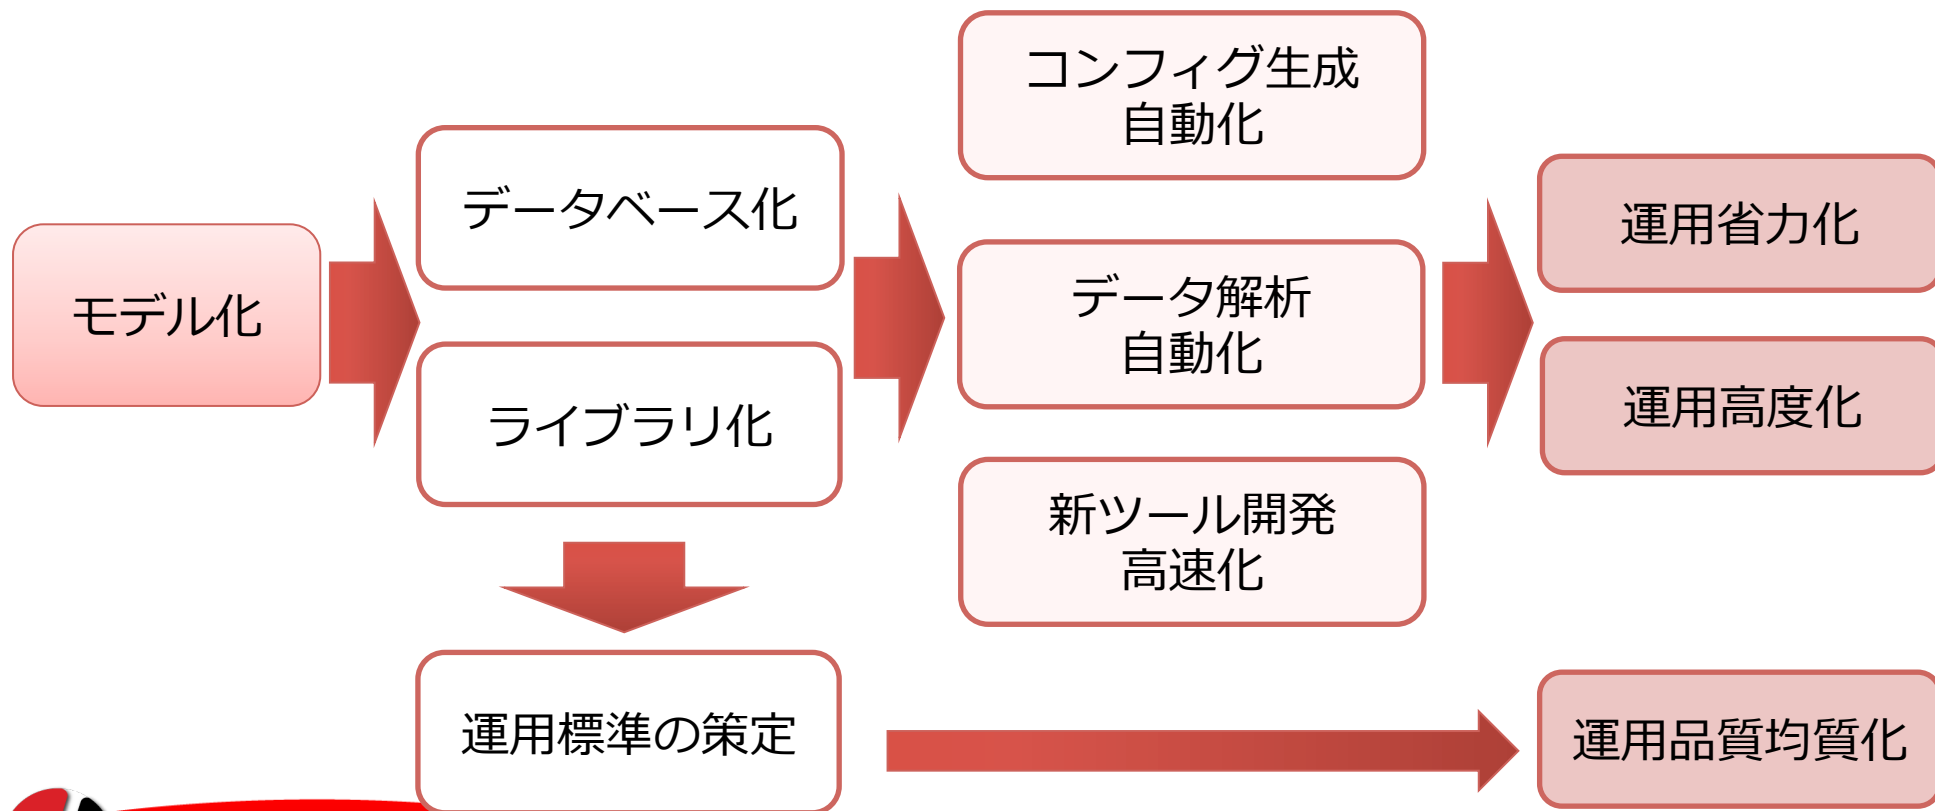 モデル化
データベース化
ライブラリ化
運用標準の策定
コンフィグ生成
自動化
データ解析
自動化
新ツール開発
高速化
運用省力化
運用高度化
運用品質均質化